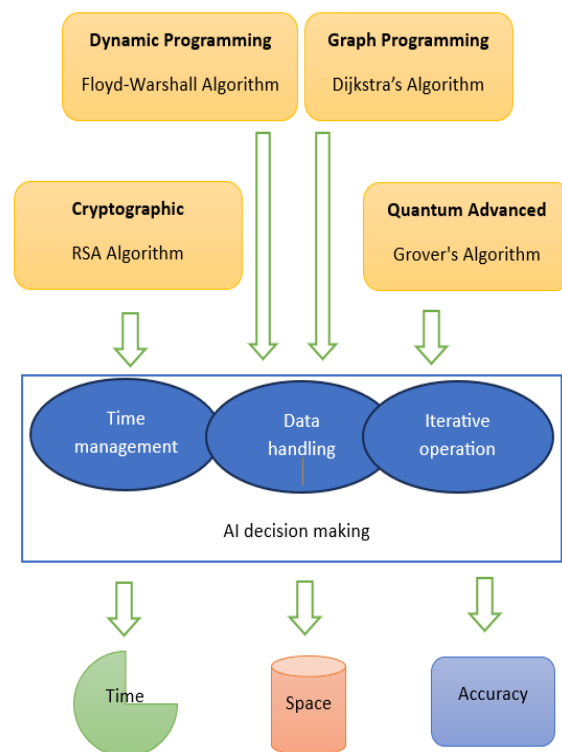 Dynamic Programming
Floyd-Warshall Algorithm
Graph Programming
Dijkstra’s Algorithm
Cryptographic
RSA Algorithm
Quantum Advanced
Grover's Algorithm
Time
management
Data
handling
Iterative
operation
AI decision making
Time
Space
Accuracy